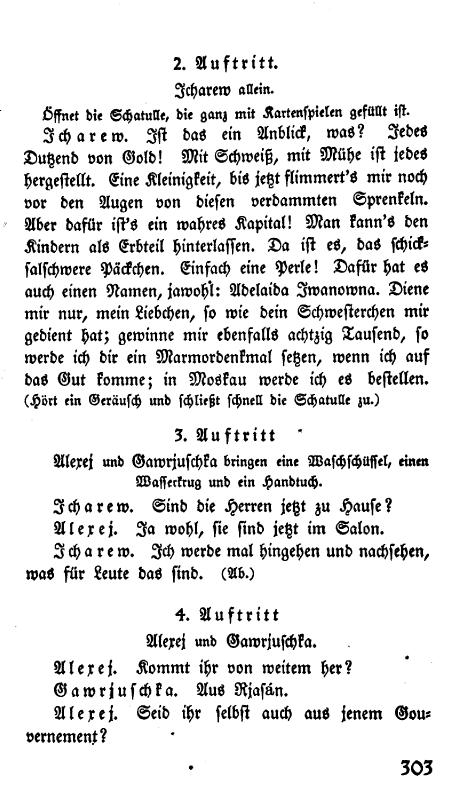 2. Auftritt.
Icharew allein.
Öffnet die Schatulle, die ganz mit Kartenspielen gefüllt ist.
Icharew. Ist das ein Anblick, was? Jedes
Dutzend von Gold! Mit Schweiß, mit Mühe ist jedes
hergestellt. Eine Kleinigkeit, bis jetzt flimmert's mir noch
vor den Augen von diesen verdammten Sprenkeln.
Aber dafür ist's ein wahres Kapital! Man kann's den
Kindern als Erbteil hinterlassen. Da ist es, das schick-
salschwere Päckchen. Einfach eine Perle! Dafür hat es
auch einen Namen, jawohl: Adelaida Iwanowna. Diene
mir nur, mein Liebchen, so wie dein Schwesterchen mir
gedient hat; gewinne mir ebenfalls achtzig Tausend, so
werde ich dir ein Marmordenkmal setzen, wenn ich auf
das Gut komme; in Moskau werde ich es bestellen.
(Hört ein Geräusch und schließt schnell die Schatulle zu.)
3. Auftritt
Alexej und Gawrjuschka bringen eine Waschschüssel, einen
Wasserkrug und ein Handtuch.
Icharew. Sind die Herren jetzt zu Hause?
Alexej. Ja wohl, sie sind jetzt im Salon.
Icharew. Ich werde mal hingehen und nachsehen,
was für Leute das sind. (Ab.)
4. Auftritt
Alexej und Gawrjuschka.
Alexej. Kommt ihr von weitem her?
Gawrjuschka. Aus Rjasán.
Alexej. Seid ihr selbst auch aus jenem Gou-
vernement?
303